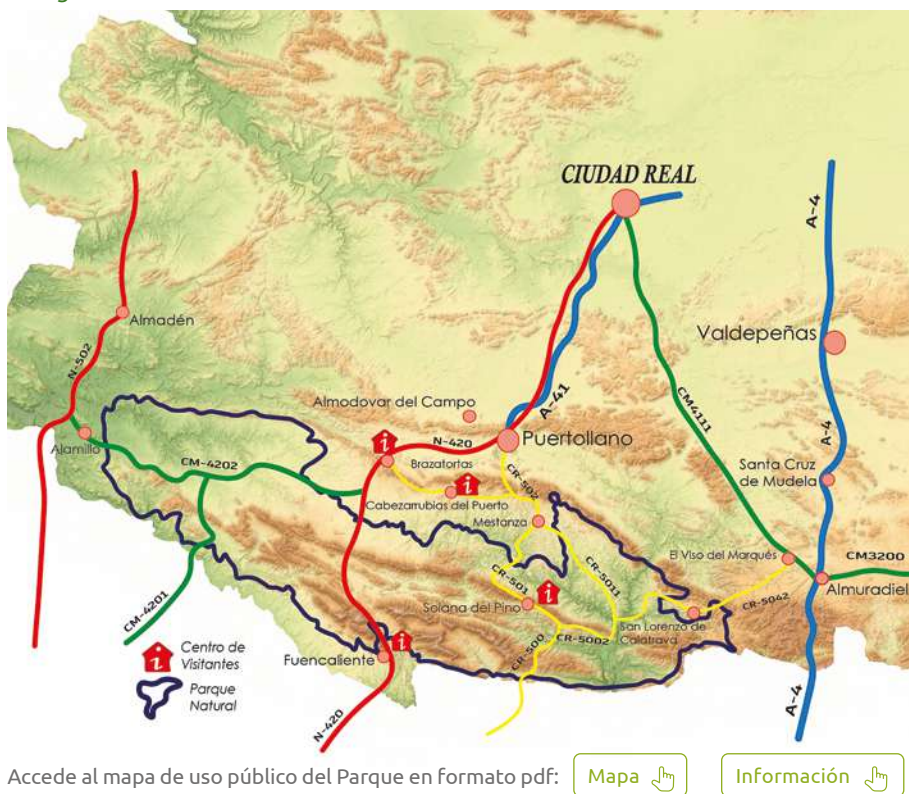 CIUDAD REAL
A-4
Almadén
N-502
Valdepeñas
A-41
CM4111
Almodovar del Campo
N-420
Puertollano
A-4
Alamillo
CM-4202
Brazatortas
CR-502
Santa Cruz
de Mudela
Cabezarrubias del Puerto
Mestanza
El Viso del Marqués
CM3200
CR-501
CR-5011
Almuradiel
CM-4201
Solana del Pino
CR-5042
San Lorenzo de
Calatrava
CR-500
CR-5002
Centro de
Visitantes
Fuencaliente
Parque
Natural
A-4
N-420
Accede al mapa de uso público del Parque en formato pdf:
Mapa
Información